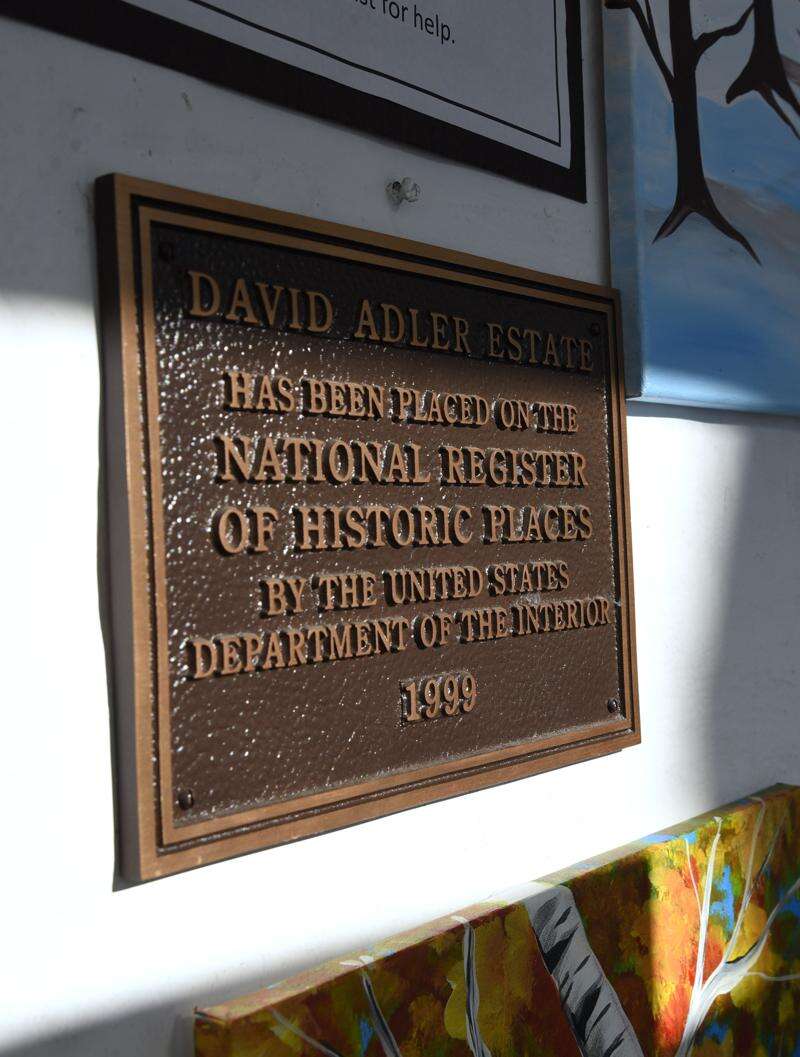 for help.
DAVID ADLER ESTATE
HAS BEEN PLACED ON THE
NATIONAL REGISTER
OF HISTORIC PLACES
BY THE UNITED STATES
DEPARTMENT OF THE INTERIOR
1999